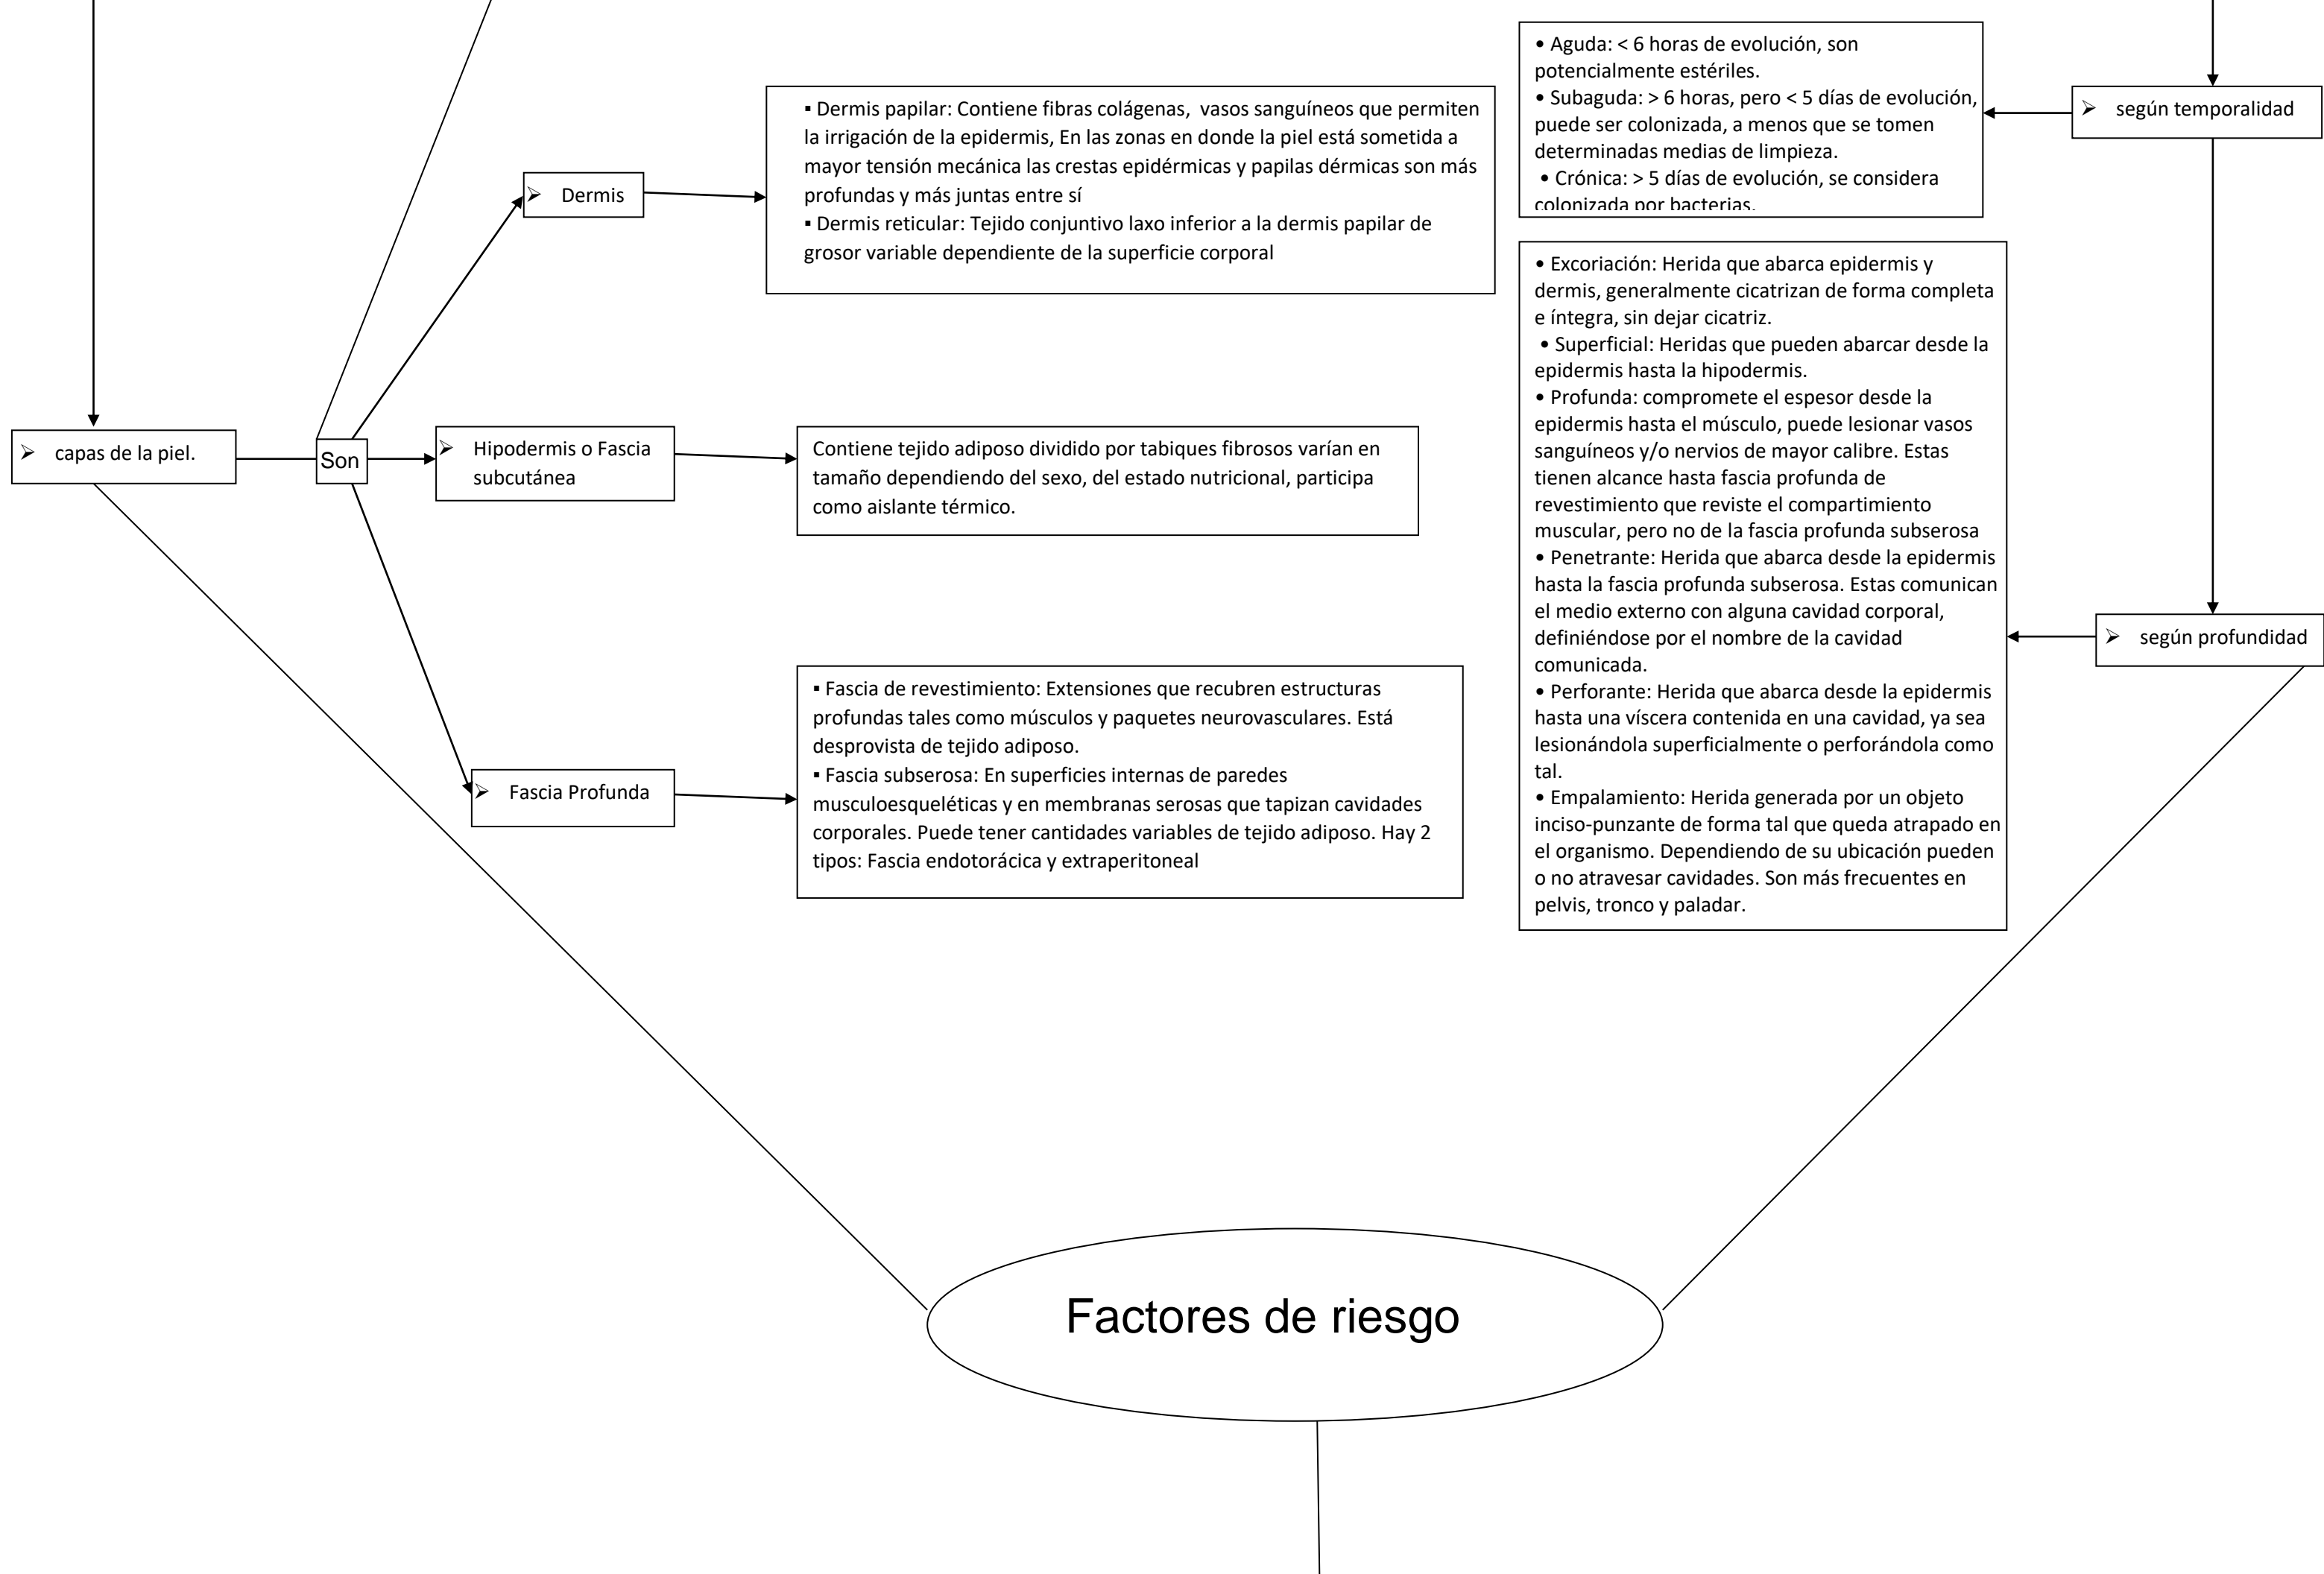 ➢ capas de la piel.
Son
➢ Dermis
▪ Dermis papilar: Contiene fibras colágenas, vasos sanguíneos que permiten
la irrigación de la epidermis, En las zonas en donde la piel está sometida a
mayor tensión mecánica las crestas epidérmicas y papilas dérmicas son más
profundas y más juntas entre sí
▪ Dermis reticular: Tejido conjuntivo laxo inferior a la dermis papilar de
grosor variable dependiente de la superficie corporal
➢ Hipodermis o Fascia
subcutánea
Contiene tejido adiposo dividido por tabiques fibrosos varían en
tamaño dependiendo del sexo, del estado nutricional, participa
como aislante térmico.
➢ Fascia Profunda
▪ Fascia de revestimiento: Extensiones que recubren estructuras
profundas tales como músculos y paquetes neurovasculares. Está
desprovista de tejido adiposo.
▪ Fascia subserosa: En superficies internas de paredes
musculoesqueléticas y en membranas serosas que tapizan cavidades
corporales. Puede tener cantidades variables de tejido adiposo. Hay 2
tipos: Fascia endotorácica y extraperitoneal
➢ según temporalidad
• Aguda: < 6 horas de evolución, son
potencialmente estériles.
• Subaguda: > 6 horas, pero < 5 días de evolución,
puede ser colonizada, a menos que se tomen
determinadas medias de limpieza.
• Crónica: > 5 días de evolución, se considera
colonizada por bacterias.
➢ según profundidad
• Excoriación: Herida que abarca epidermis y
dermis, generalmente cicatrizan de forma completa
e íntegra, sin dejar cicatriz.
• Superficial: Heridas que pueden abarcar desde la
epidermis hasta la hipodermis.
• Profunda: compromete el espesor desde la
epidermis hasta el músculo, puede lesionar vasos
sanguíneos y/o nervios de mayor calibre. Estas
tienen alcance hasta fascia profunda de
revestimiento que reviste el compartimiento
muscular, pero no de la fascia profunda subserosa
• Penetrante: Herida que abarca desde la epidermis
hasta la fascia profunda subserosa. Estas comunican
el medio externo con alguna cavidad corporal,
definiéndose por el nombre de la cavidad
comunicada.
• Perforante: Herida que abarca desde la epidermis
hasta una víscera contenida en una cavidad, ya sea
lesionándola superficialmente o perforándola como
tal.
• Empalamiento: Herida generada por un objeto
inciso-punzante de forma tal que queda atrapado en
el organismo. Dependiendo de su ubicación pueden
o no atravesar cavidades. Son más frecuentes en
pelvis, tronco y paladar.
Factores de riesgo